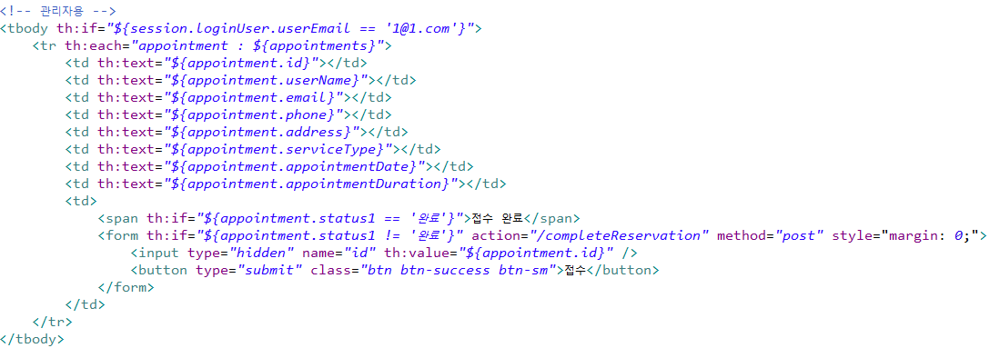 <!-- 관리자용 -->
<tbody th:if="${session.loginUser.userEmail == '1@1.com'}">
    <tr th:each="appointment : ${appointments}">
        <td th:text="${appointment.id}"></td>
        <td th:text="${appointment.userName}"></td>
        <td th:text="${appointment.email}"></td>
        <td th:text="${appointment.phone}"></td>
        <td th:text="${appointment.address}"></td>
        <td th:text="${appointment.serviceType}"></td>
        <td th:text="${appointment.appointmentDate}"></td>
        <td th:text="${appointment.appointmentDuration}"></td>
        <td>
            <span th:if="${appointment.status1 == '완료'}">접수 완료</span>
            <form th:if="${appointment.status1 != '완료'}" action="/completeReservation" method="post" style="margin: 0;">
                <input type="hidden" name="id" th:value="${appointment.id}" />
                <button type="submit" class="btn btn-success btn-sm">접수</button>
            </form>
        </td>
    </tr>
</tbody>